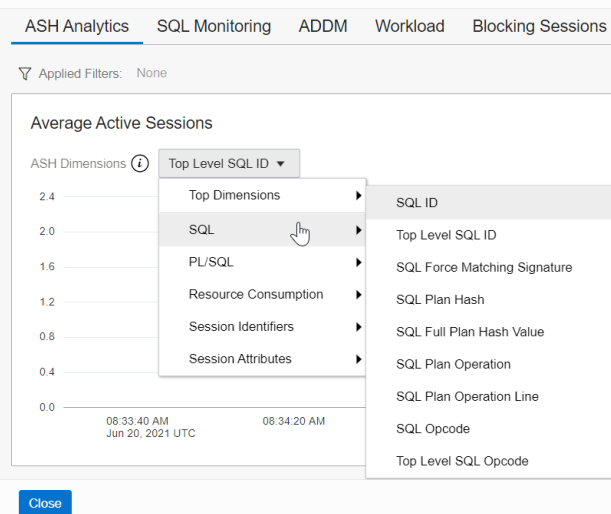 ASH Analytics SQL Monitoring ADDM Workload Blocking Sessions
Applied Filters: None
Average Active Sessions
ASH Dimensions i Top Level SQL ID
2.4
2.0
1.6
1.2
0.8
0.4
0.0
08:33:40 AM
Jun 20, 2021 UTC
08:34:20 AM
Top Dimensions
SQL
PL/SQL
Resource Consumption
Session Identifiers
Session Attributes
SQL ID
Top Level SQL ID
SQL Force Matching Signature
SQL Plan Hash
SQL Full Plan Hash Value
SQL Plan Operation
SQL Plan Operation Line
SQL Opcode
Top Level SQL Opcode
Close